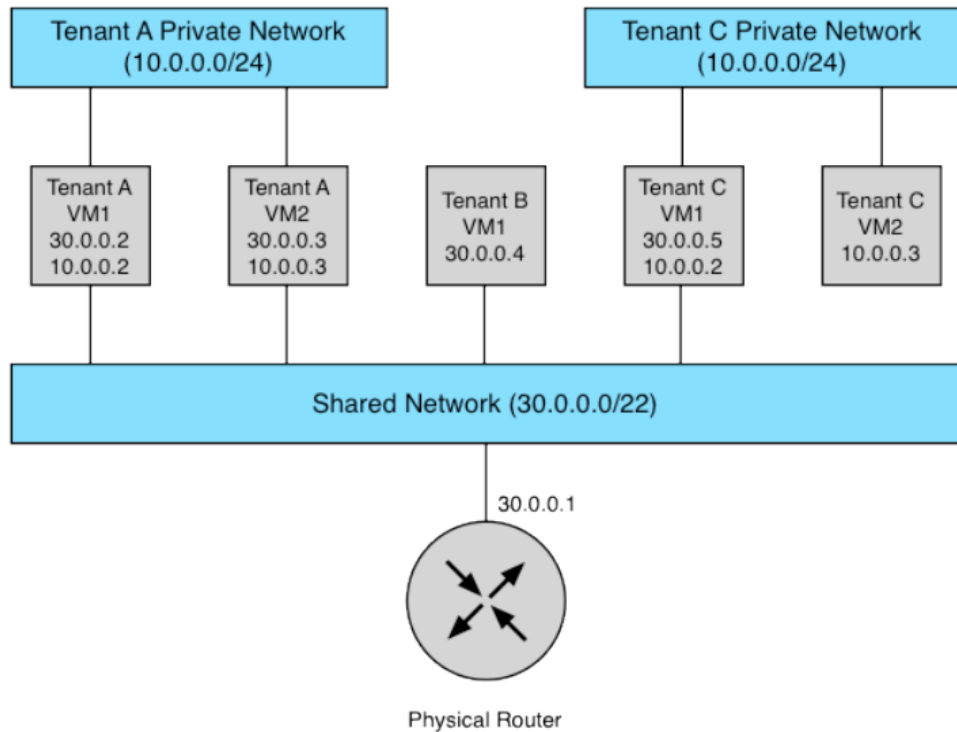 Tenant A Private Network
(10.0.0.0/24)
Tenant C Private Network
(10.0.0.0/24)
Tenant A
VM1
30.0.0.2
10.0.0.2
Tenant A
VM2
30.0.0.3
10.0.0.3
Tenant B
VM1
30.0.0.4
Tenant C
VM1
30.0.0.5
10.0.0.2
Tenant C
VM2
10.0.0.3
Shared Network (30.0.0.0/22)
30.0.0.1
Physical Router